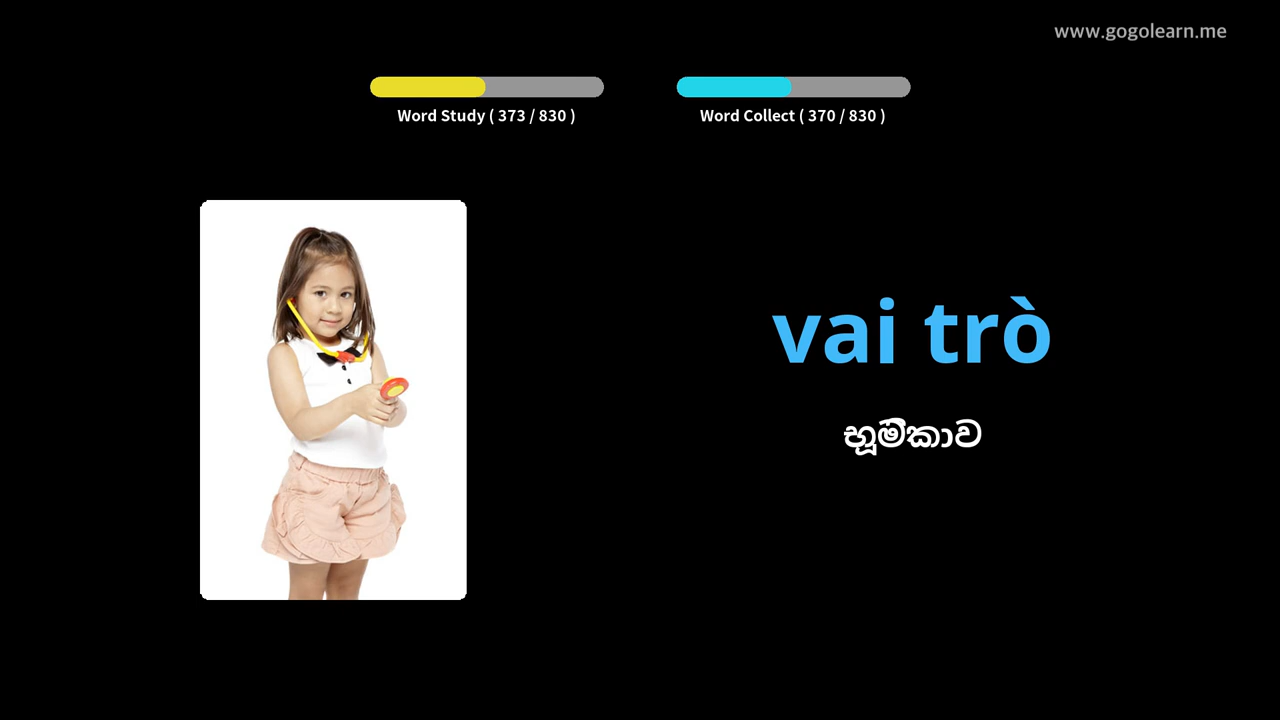 www.gogolearn.me
Word Study ( 373 / 830 )
Word Collect ( 370 / 830 )
vai trò
භූමිකාව